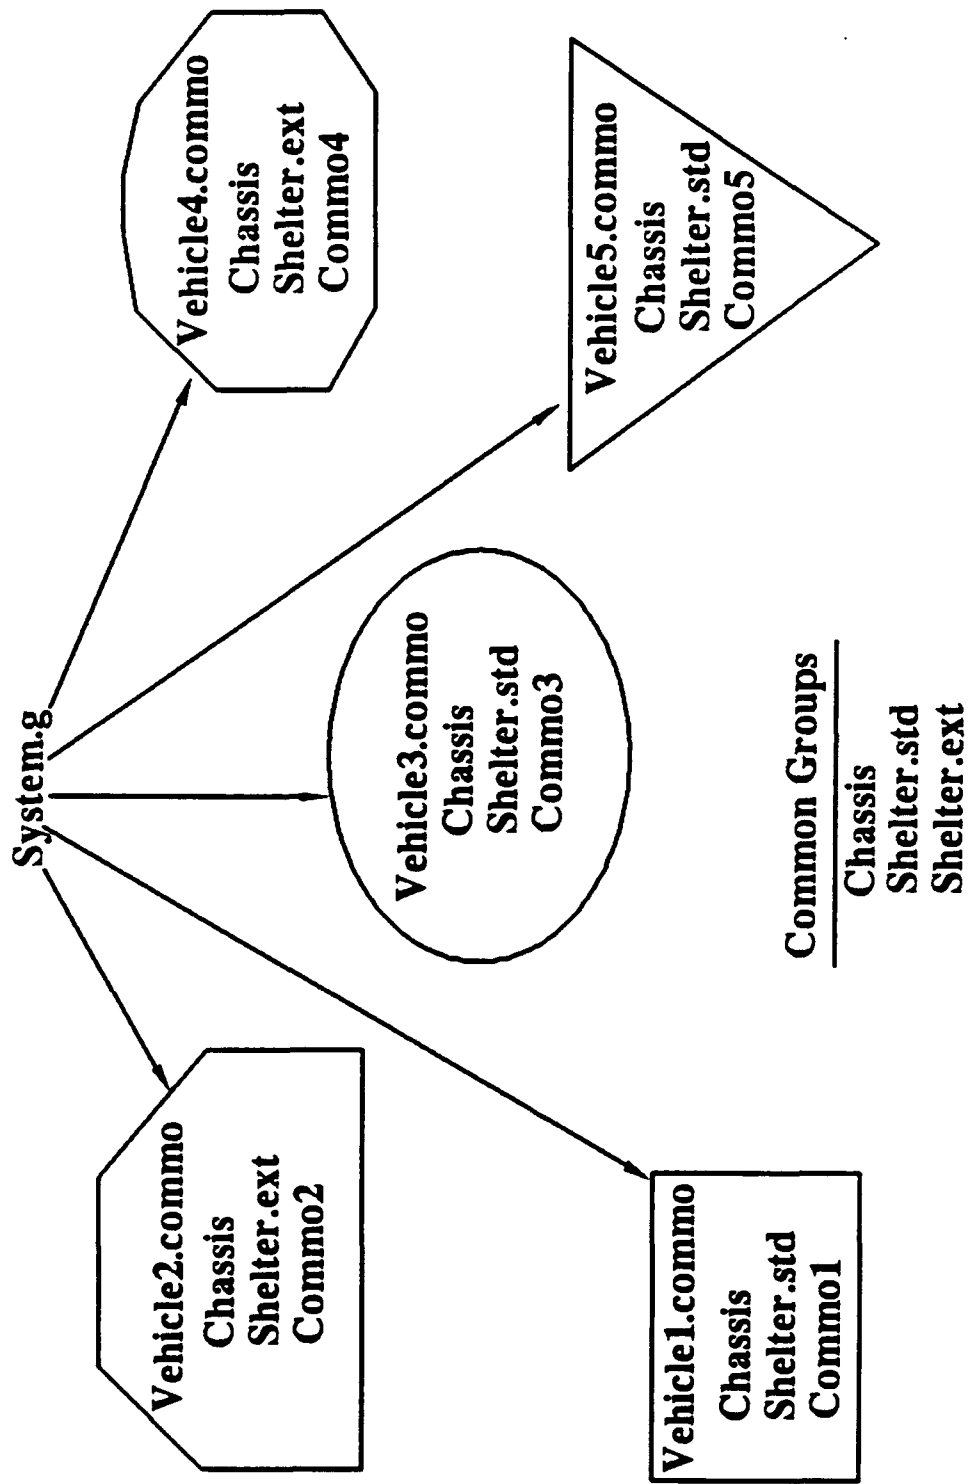 System.g
Vehicle2.commo
Chassis
Shelter.ext
Commo2
Vehicle4.commo
Chassis
Shelter.ext
Commo4
Vehicle3.commo
Chassis
Shelter.std
Commo3
Vehicle1.commo
Chassis
Shelter.std
Commo1
Vehicle5.commo
Chassis
Shelter.std
Commo5
Common Groups
Chassis
Shelter.std
Shelter.ext